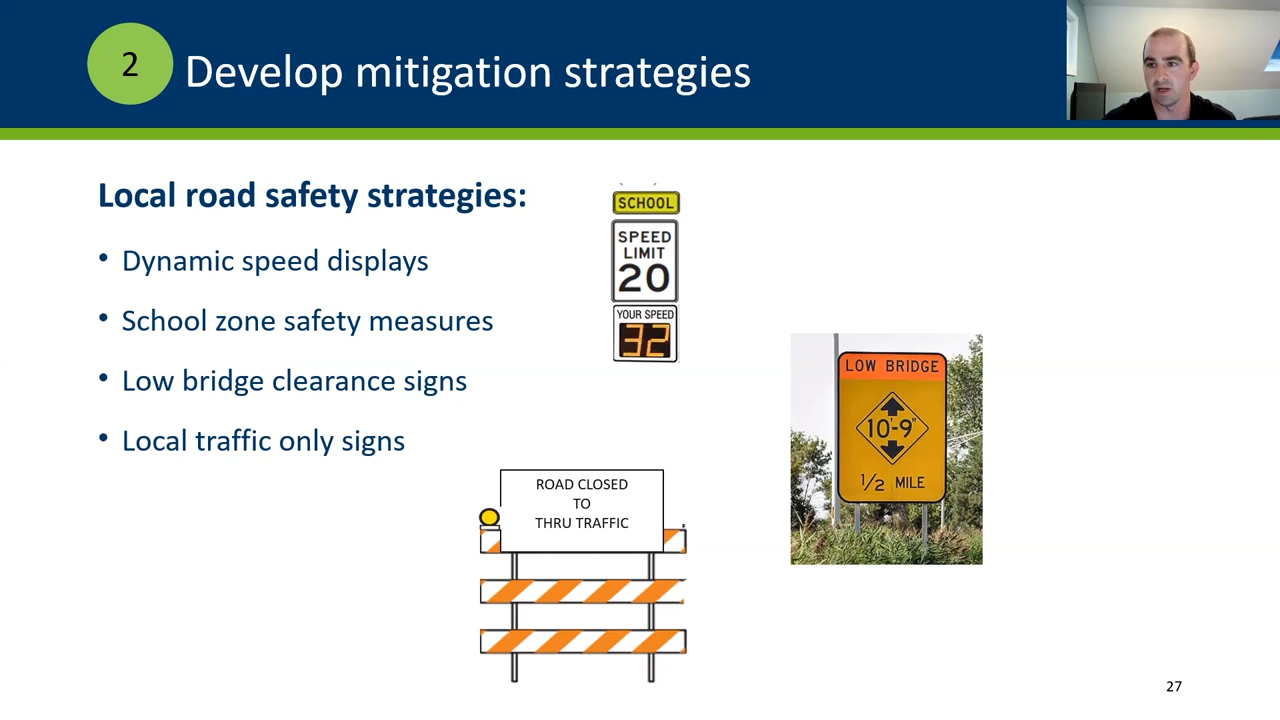 2
Develop mitigation strategies
Local road safety strategies:
• Dynamic speed displays
• School zone safety measures
• Low bridge clearance signs
• Local traffic only signs
SCHOOL
SPEED
LIMIT
20
YOUR SPEED
32
LOW BRIDGE
10'-9"
1/2 MILE
ROAD CLOSED
TO
THRU TRAFFIC
27